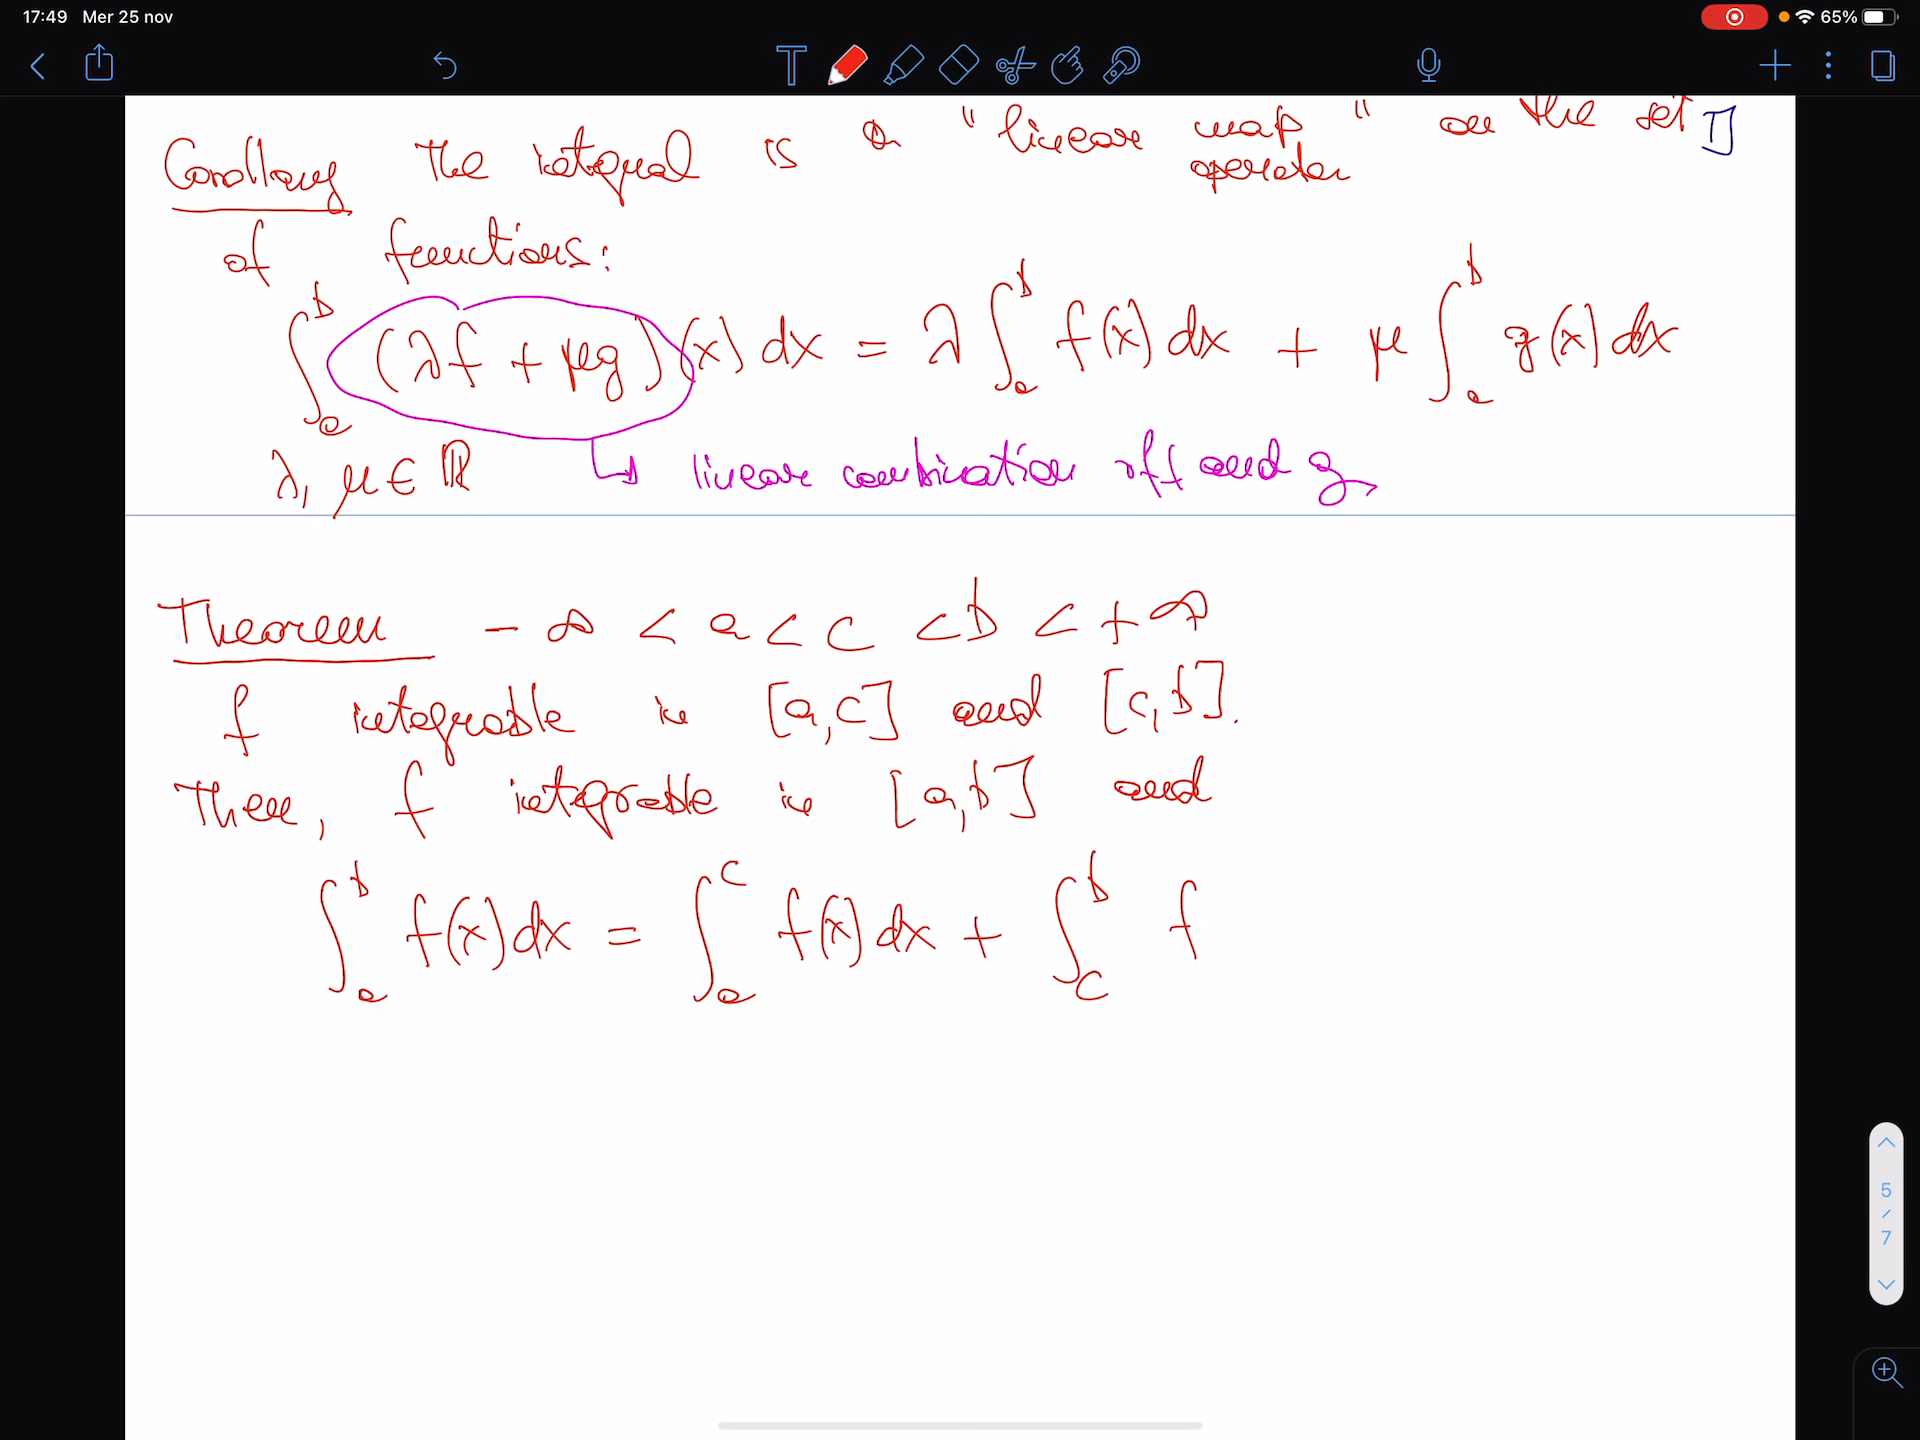 17:49 Mer 25 nov
65%
Corollary The integral is a "linear map" on the set
operator
of functions:
∫_a^b (λf + μg)(x) dx = λ ∫_a^b f(x) dx + μ ∫_a^b g(x) dx
λ, μ ∈ ℝ ↳ linear combination of f and g
Theorem - ∞ < a < c < b < + ∞
f integrable in [a,c] and [c,b].
Then, f integrable in [a,b] and
∫_a^b f(x) dx = ∫_a^c f(x) dx + ∫_c^b f
5
/
7